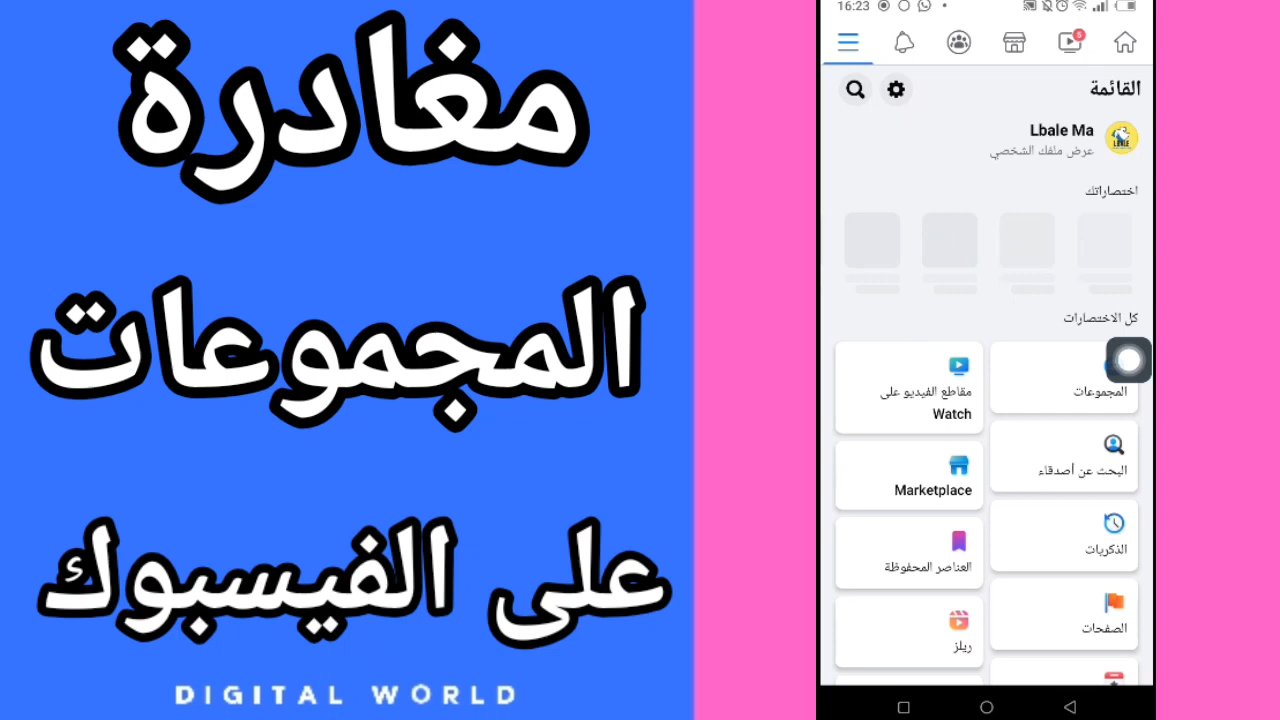 مغادرة
المجموعات
على الفيسبوك
DIGITAL WORLD
16:23
5
القائمة
Lbale Ma
عرض ملفك الشخصي
اختصاراتك
كل الاختصارات
المجموعات
مقاطع الفيديو على
Watch
البحث عن أصدقاء
Marketplace
الذكريات
العناصر المحفوظة
الصفحات
ريلز